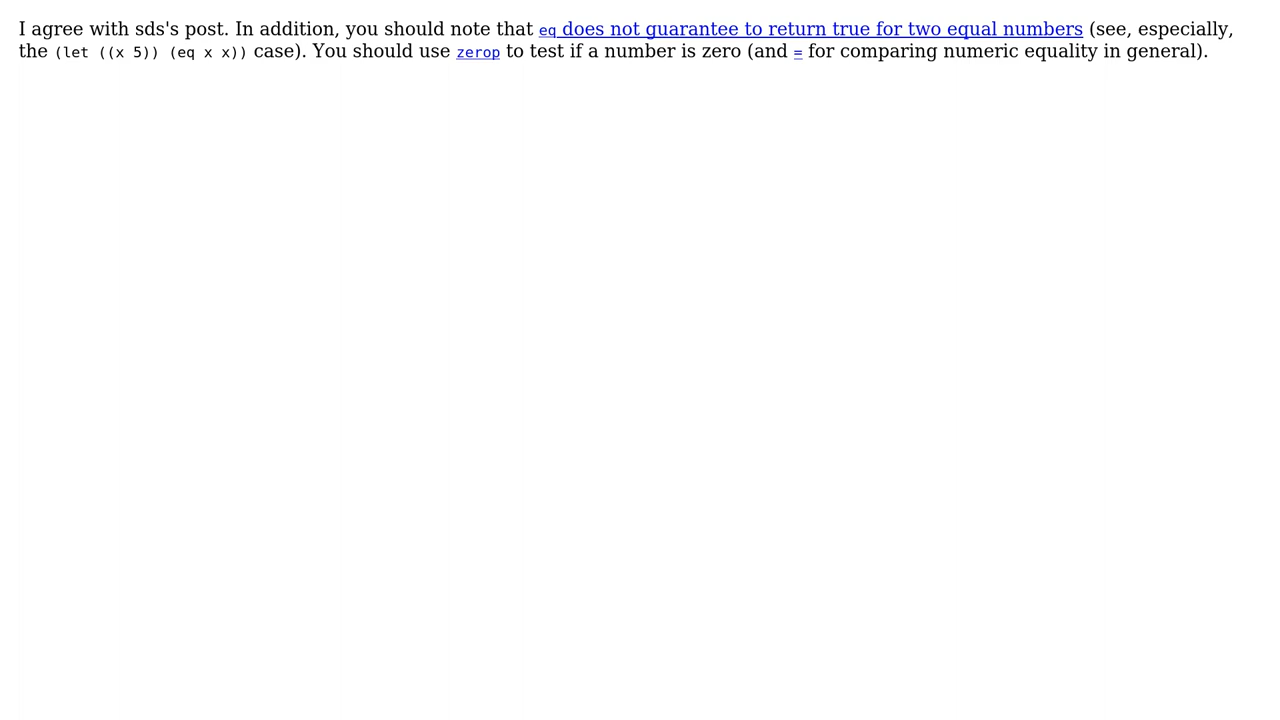 I agree with sds's post. In addition, you should note that eq does not guarantee to return true for two equal numbers (see, especially,
the (let ((x 5)) (eq x x)) case). You should use zerop to test if a number is zero (and = for comparing numeric equality in general).